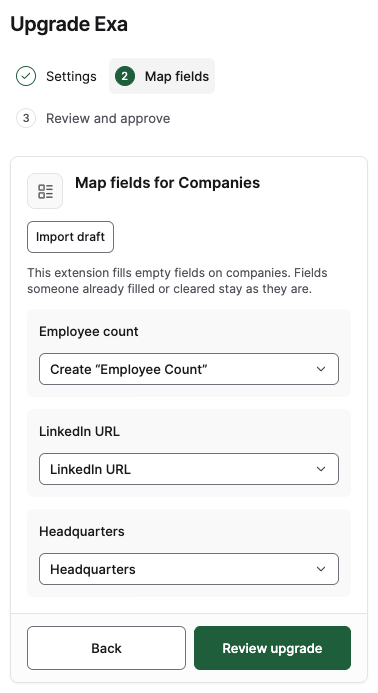 Upgrade Exa
Settings
2 Map fields
3 Review and approve
Map fields for Companies
Import draft
This extension fills empty fields on companies. Fields
someone already filled or cleared stay as they are.
Employee count
Create “Employee Count”
LinkedIn URL
LinkedIn URL
Headquarters
Headquarters
Back
Review upgrade